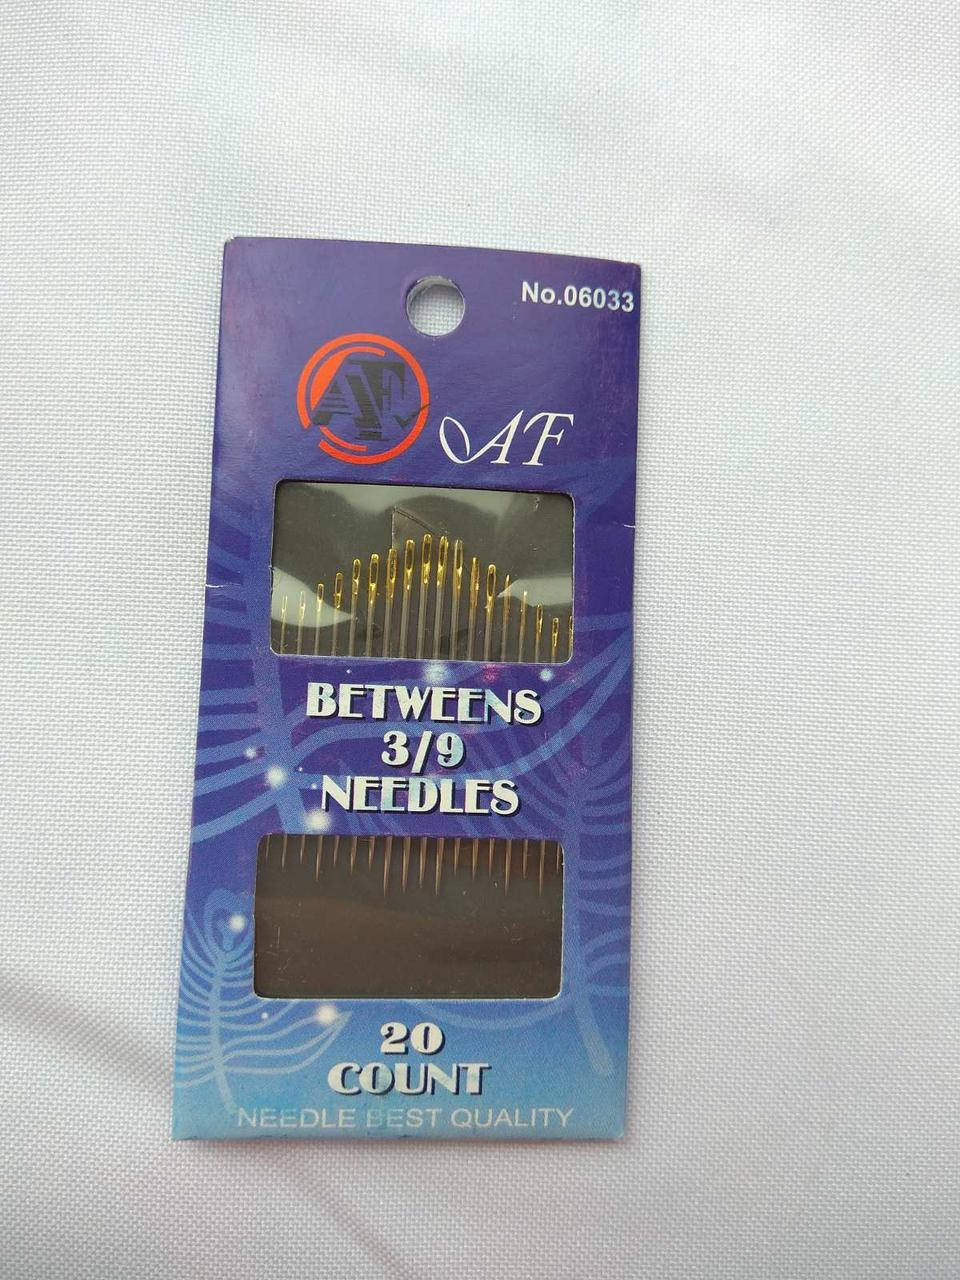 No.06033
AF
AF
BETWEENS
3/9
NEEDLES
20
COUNT
NEEDLE BEST QUALITY